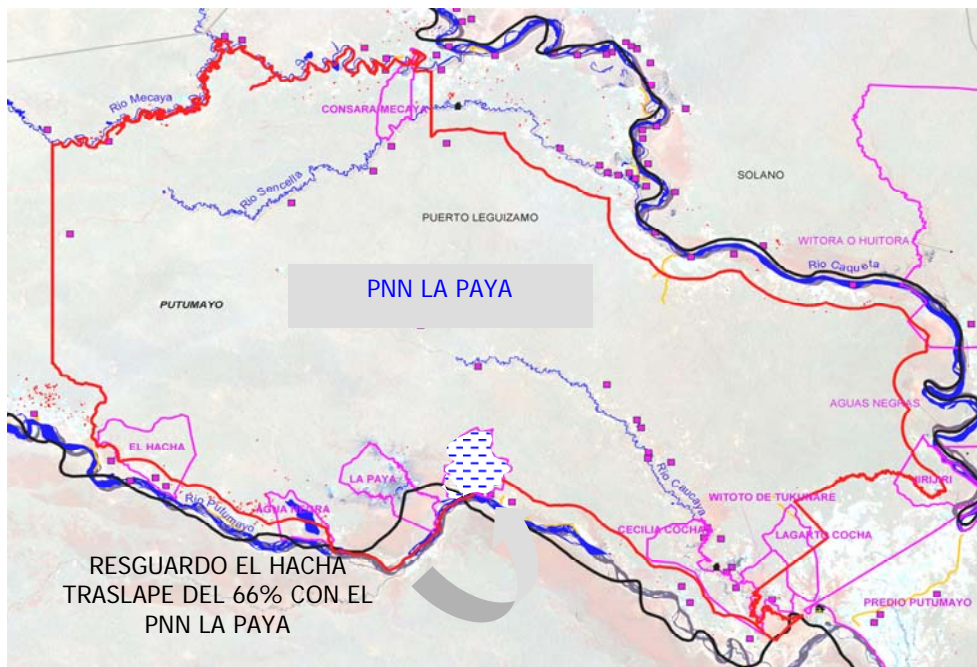 Rio Mecaya
CONSARA MECAYA
Rio Sencella
SOLANO
PUERTO LEGUIZAMO
WITORA O HUITORA
Rio Caqueta
PNN LA PAYA
PUTUMAYO
AGUAS NEGRAS
EL HACHA
LA PAYA
Rio Caucaya
JIRIJIRI
Rio Putumayo
AGUA NEGRA
WITOTO DE TUKUNARE
CECILIA COCHA
LAGARTO COCHA
RESGUARDO EL HACHA
TRASLAPE DEL 66% CON EL
PNN LA PAYA
PREDIO PUTUMAYO